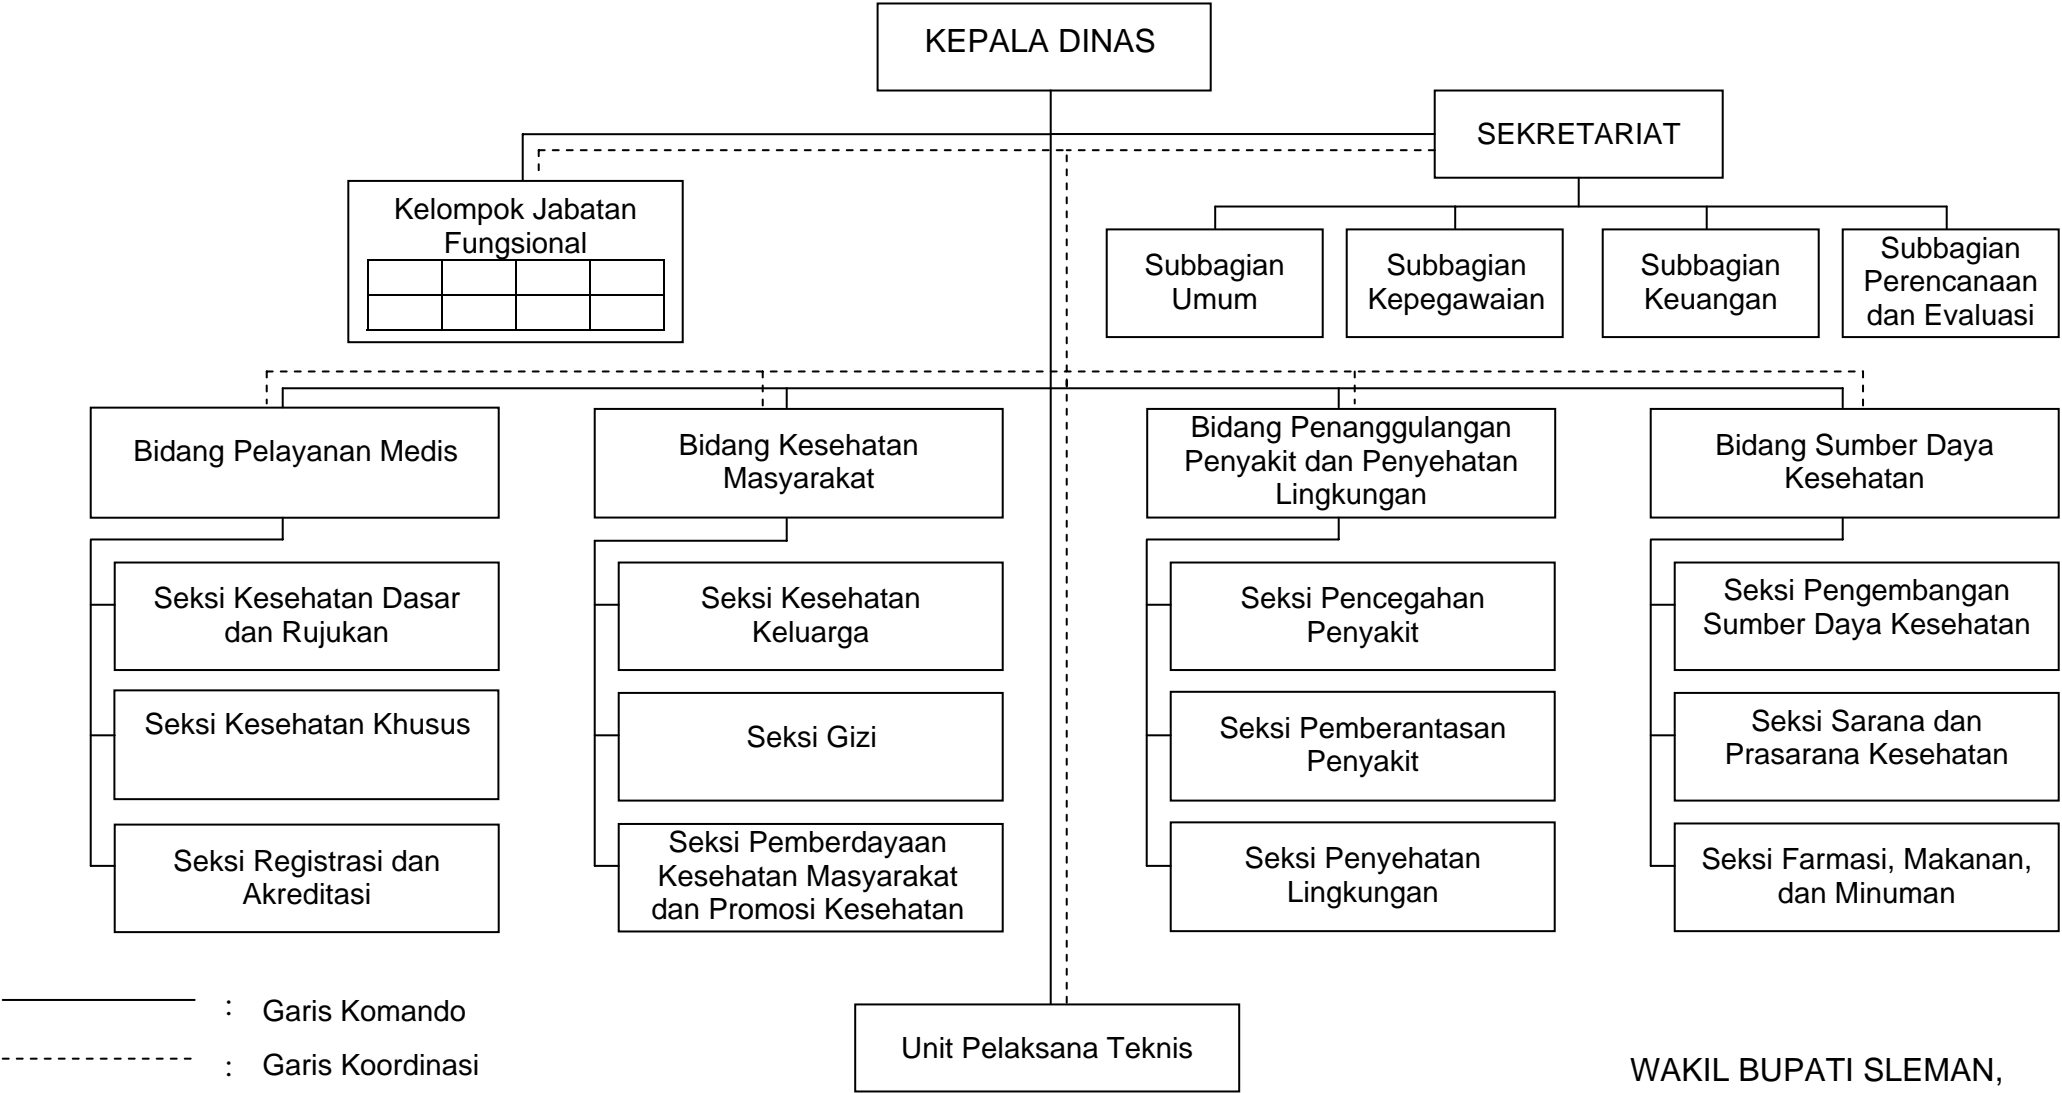 KEPALA DINAS
SEKRETARIAT
Kelompok Jabatan
Fungsional
Subbagian
Umum
Subbagian
Kepegawaian
Subbagian
Keuangan
Subbagian
Perencanaan
dan Evaluasi
Bidang Pelayanan Medis
Bidang Kesehatan
Masyarakat
Bidang Penanggulangan
Penyakit dan Penyehatan
Lingkungan
Bidang Sumber Daya
Kesehatan
Seksi Kesehatan Dasar
dan Rujukan
Seksi Kesehatan
Keluarga
Seksi Pencegahan
Penyakit
Seksi Pengembangan
Sumber Daya Kesehatan
Seksi Kesehatan Khusus
Seksi Gizi
Seksi Pemberantasan
Penyakit
Seksi Sarana dan
Prasarana Kesehatan
Seksi Registrasi dan
Akreditasi
Seksi Pemberdayaan
Kesehatan Masyarakat
dan Promosi Kesehatan
Seksi Penyehatan
Lingkungan
Seksi Farmasi, Makanan,
dan Minuman
: Garis Komando
: Garis Koordinasi
Unit Pelaksana Teknis
WAKIL BUPATI SLEMAN,